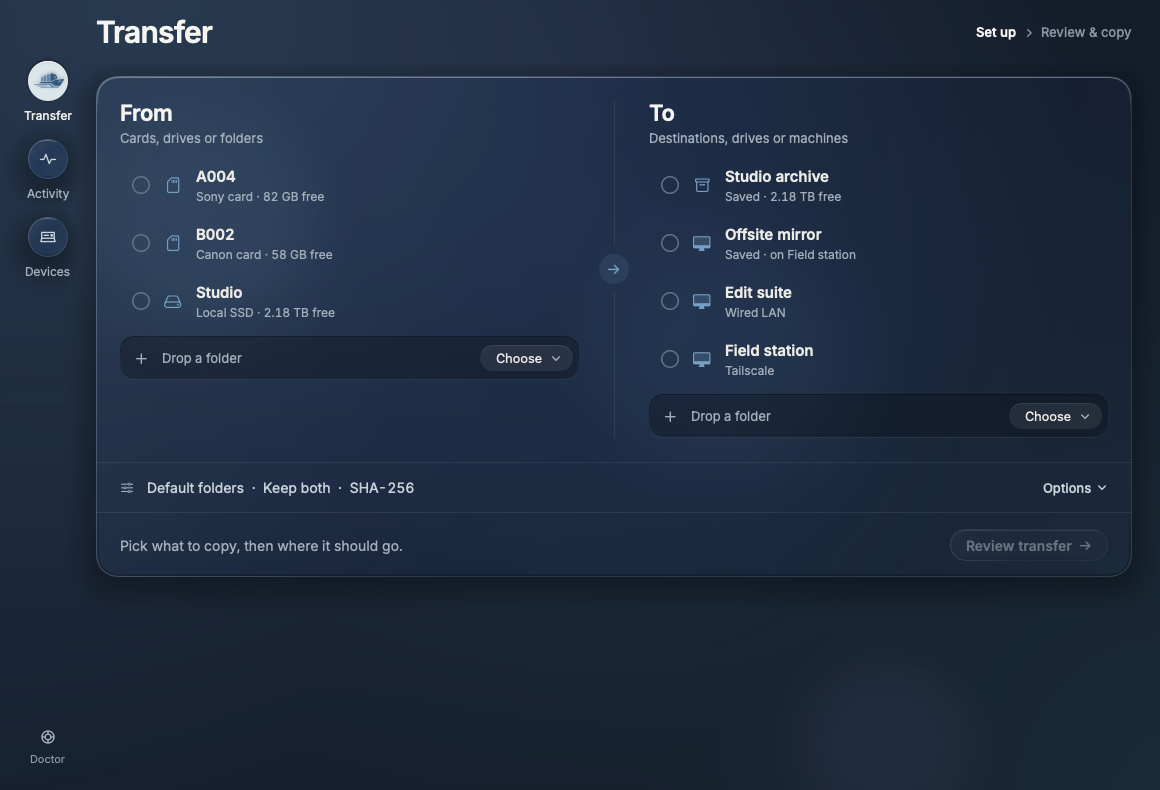 Transfer
Set up
Review & copy
Transfer
Activity
Devices
From
Cards, drives or folders
A004
Sony card · 82 GB free
B002
Canon card · 58 GB free
Studio
Local SSD · 2.18 TB free
Drop a folder
Choose
To
Destinations, drives or machines
Studio archive
Saved · 2.18 TB free
Offsite mirror
Saved · on Field station
Edit suite
Wired LAN
Field station
Tailscale
Drop a folder
Choose
Default folders · Keep both · SHA-256
Options
Pick what to copy, then where it should go.
Review transfer
Doctor